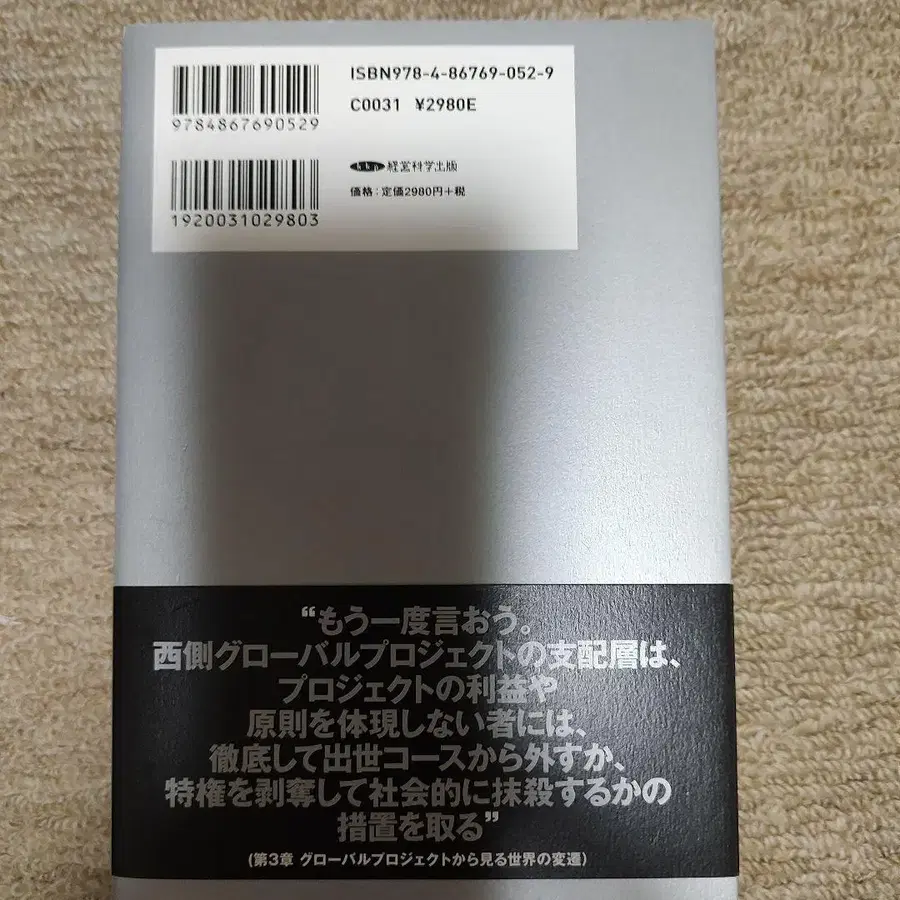 ISBN978-4-86769-052-9
C0031 ¥2980E
9784867690529
経営科学出版
価格：定価2980円＋税
1920031029803
“もう一度言おう。
西側グローバルプロジェクトの支配層は、
プロジェクトの利益や
原則を体現しない者には、
徹底して出世コースから外すか、
特権を剥奪して社会的に抹殺するかの
措置を取る”
（第3章 グローバルプロジェクトから見る世界の変遷）